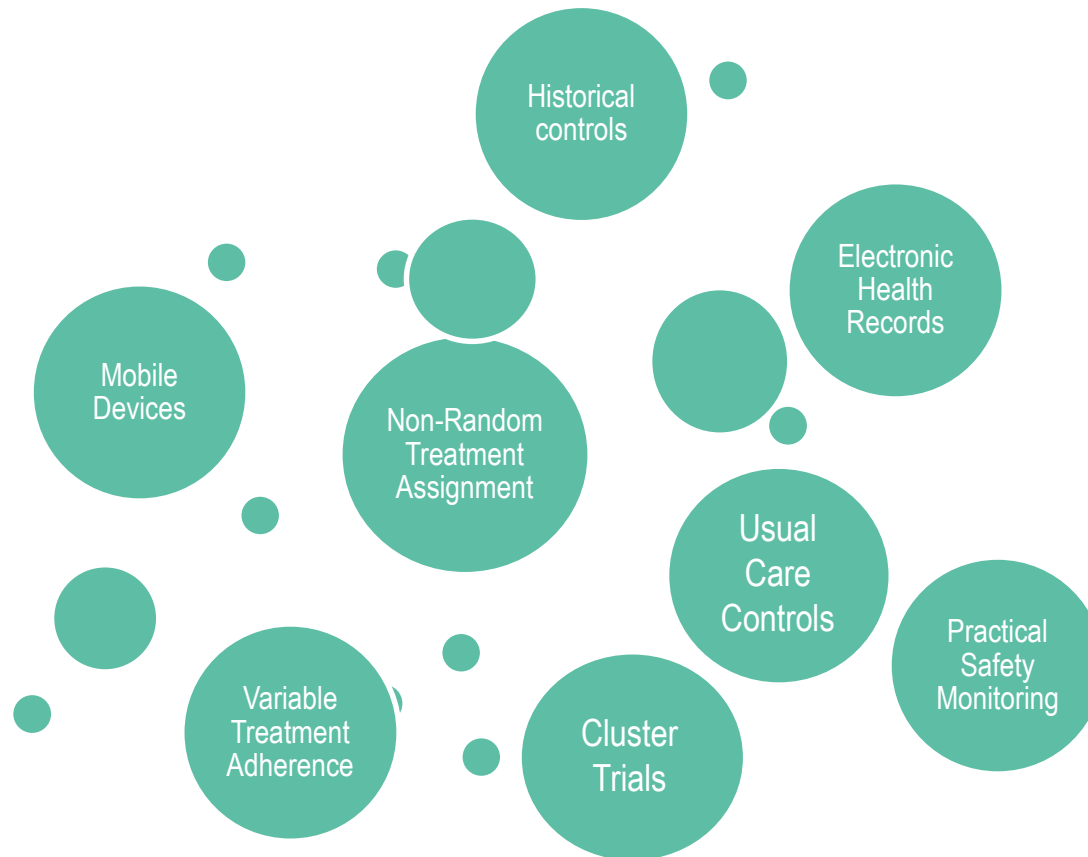 Historical
controls
Electronic
Health
Records
Mobile
Devices
Non-Random
Treatment
Assignment
Usual
Care
Controls
Practical
Safety
Monitoring
Variable
Treatment
Adherence
Cluster
Trials